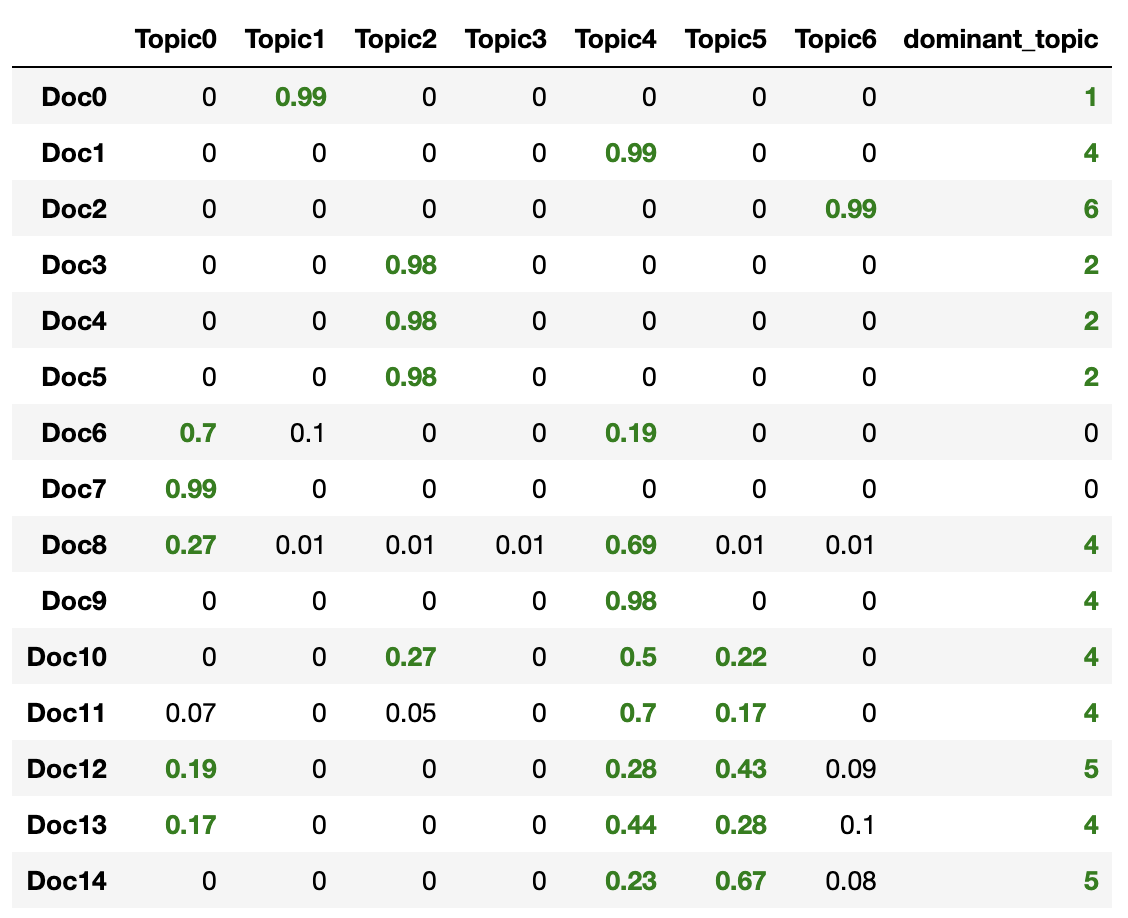 Topic0 Topic1 Topic2 Topic3 Topic4 Topic5 Topic6 dominant_topic
Doc0 0 0.99 0 0 0 0 0 1
Doc1 0 0 0 0 0.99 0 0 4
Doc2 0 0 0 0 0 0 0.99 6
Doc3 0 0 0.98 0 0 0 0 2
Doc4 0 0 0.98 0 0 0 0 2
Doc5 0 0 0.98 0 0 0 0 2
Doc6 0.7 0.1 0 0 0.19 0 0 0
Doc7 0.99 0 0 0 0 0 0 0
Doc8 0.27 0.01 0.01 0.01 0.69 0.01 0.01 4
Doc9 0 0 0 0 0.98 0 0 4
Doc10 0 0 0.27 0 0.5 0.22 0 4
Doc11 0.07 0 0.05 0 0.7 0.17 0 4
Doc12 0.19 0 0 0 0.28 0.43 0.09 5
Doc13 0.17 0 0 0 0.44 0.28 0.1 4
Doc14 0 0 0 0 0.23 0.67 0.08 5